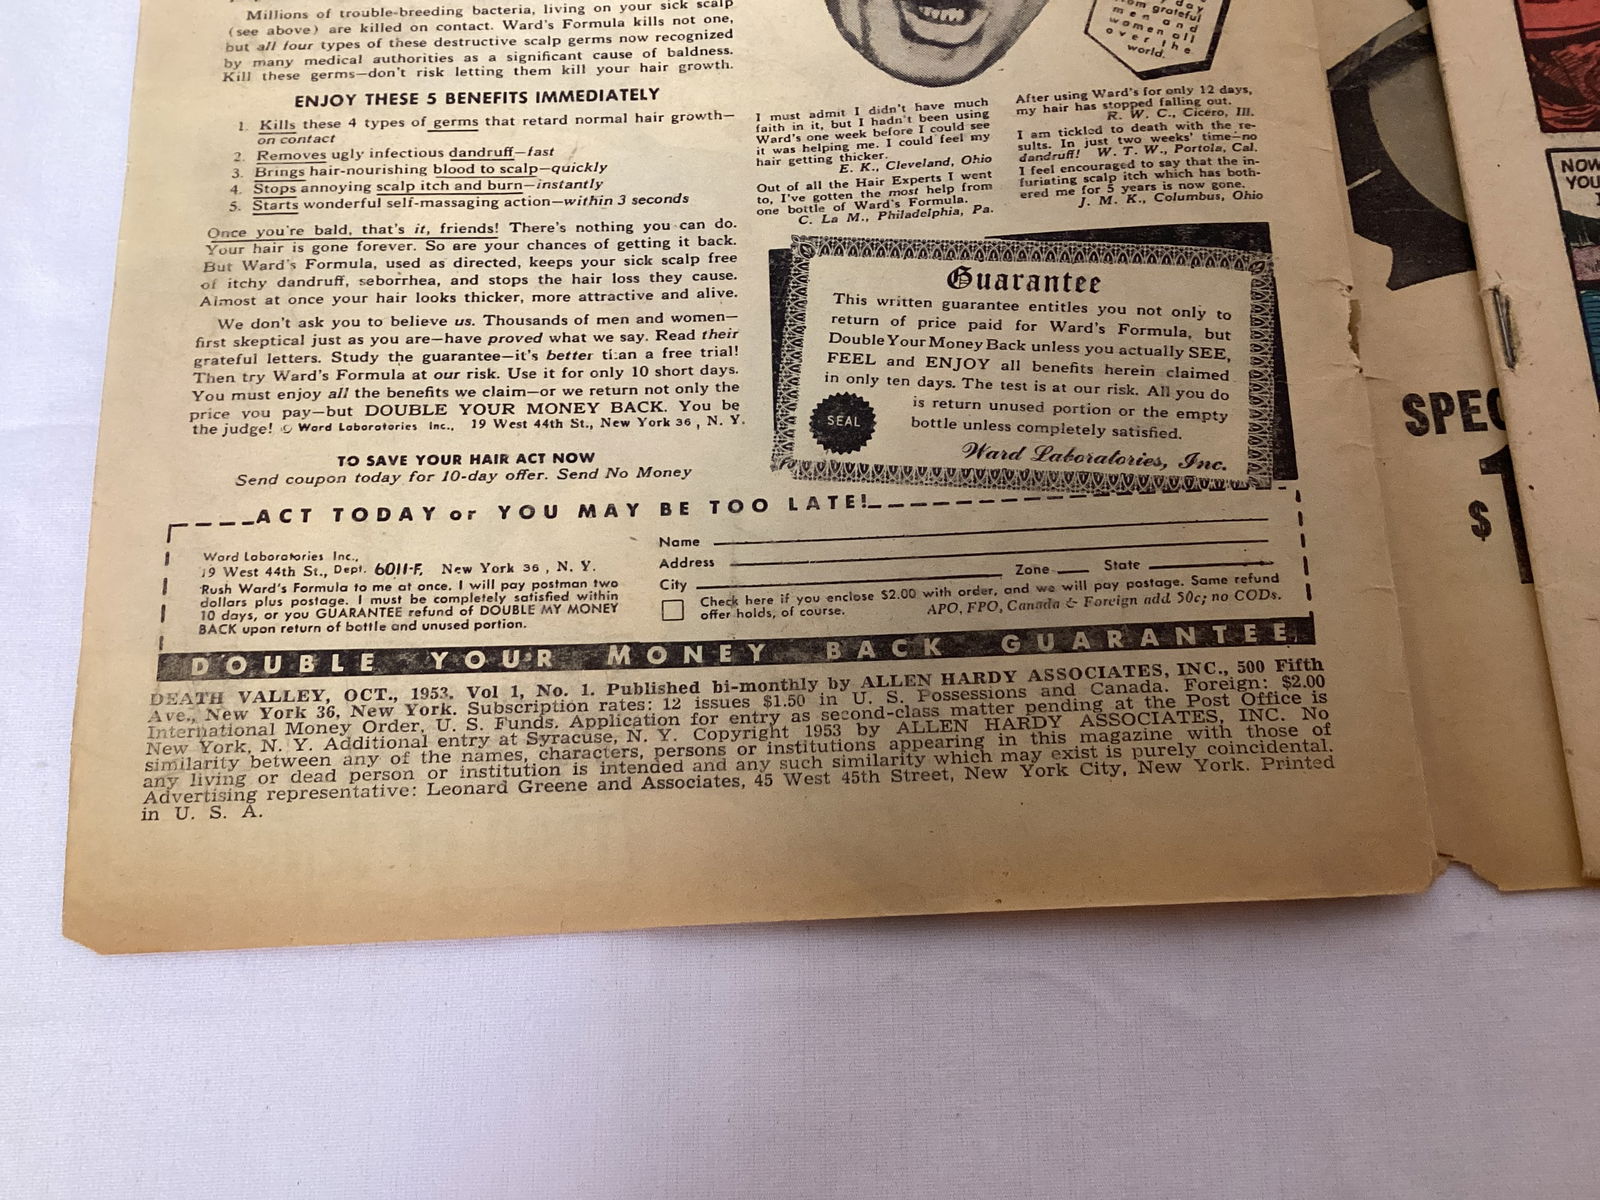 Millions of trouble-breeding bacteria, living on your sick scalp
(see above) are killed on contact. Ward's Formula kills not one,
but all four types of these destructive scalp germs now recognized
by many medical authorities as a significant cause of baldness.
Kill these germs—don't risk letting them kill your hair growth.
ENJOY THESE 5 BENEFITS IMMEDIATELY
1. Kills these 4 types of germs that retard normal hair growth—
on contact
2. Removes ugly infectious dandruff—fast
3. Brings hair-nourishing blood to scalp—quickly
4. Stops annoying scalp itch and burn—instantly
5. Starts wonderful self-massaging action—within 3 seconds
Once you're bald, that's it, friends! There's nothing you can do.
Your hair is gone forever. So are your chances of getting it back.
But Ward's Formula, used as directed, keeps your sick scalp free
of itchy dandruff, seborrhea, and stops the hair loss they cause.
Almost at once your hair looks thicker, more attractive and alive.
We don't ask you to believe us. Thousands of men and women—
first skeptical just as you are—have proved what we say. Read their
grateful letters. Study the guarantee—it's better than a free trial!
Then try Ward's Formula at our risk. Use it for only 10 short days.
You must enjoy all the benefits we claim—or we return not only the
price you pay—but DOUBLE YOUR MONEY BACK. You be
the judge! © Ward Laboratories Inc., 19 West 44th St., New York 36, N. Y.
TO SAVE YOUR HAIR ACT NOW
Send coupon today for 10-day offer. Send No Money
day
from grateful
men and
women all
over the
world.
I must admit I didn't have much
faith in it, but I hadn't been using
Ward's one week before I could see
it was helping me. I could feel my
hair getting thicker.
E. K., Cleveland, Ohio
Out of all the Hair Experts I went
to, I've gotten the most help from
one bottle of Ward's Formula.
C. La M., Philadelphia, Pa.
After using Ward's for only 12 days,
my hair has stopped falling out.
R. W. C., Cicero, Ill.
I am tickled to death with the re-
sults. In just two weeks' time—no
dandruff! W. T. W., Portola, Cal.
I feel encouraged to say that the in-
furiating scalp itch which has both-
ered me for 5 years is now gone.
J. M. K., Columbus, Ohio
Guarantee
This written guarantee entitles you not only to
return of price paid for Ward's Formula, but
Double Your Money Back unless you actually SEE,
FEEL and ENJOY all benefits herein claimed
in only ten days. The test is at our risk. All you do
is return unused portion or the empty
bottle unless completely satisfied.
SEAL
Ward Laboratories, Inc.
ACT TODAY or YOU MAY BE TOO LATE!
Ward Laboratories Inc.,
19 West 44th St., Dept. 6011-F, New York 36, N. Y.
Rush Ward's Formula to me at once. I will pay postman two
dollars plus postage. I must be completely satisfied within
10 days, or you GUARANTEE refund of DOUBLE MY MONEY
BACK upon return of bottle and unused portion.
Name
Address
City Zone State
Check here if you enclose $2.00 with order, and we will pay postage. Same refund
offer holds, of course. APO, FPO, Canada & Foreign add 50c; no CODs.
DOUBLE YOUR MONEY BACK GUARANTEE
DEATH VALLEY, OCT., 1953. Vol 1, No. 1. Published bi-monthly by ALLEN HARDY ASSOCIATES, INC., 500 Fifth
Ave., New York 36, New York. Subscription rates: 12 issues $1.50 in U. S. Possessions and Canada. Foreign: $2.00
International Money Order, U. S. Funds. Application for entry as second-class matter pending at the Post Office is
New York, N. Y. Additional entry at Syracuse, N. Y. Copyright 1953 by ALLEN HARDY ASSOCIATES, INC. No
similarity between any of the names, characters, persons or institutions appearing in this magazine with those of
any living or dead person or institution is intended and any such similarity which may exist is purely coincidental.
Advertising representative: Leonard Greene and Associates, 45 West 45th Street, New York City, New York. Printed
in U. S. A.
SPEC
$1
NOW
YOU